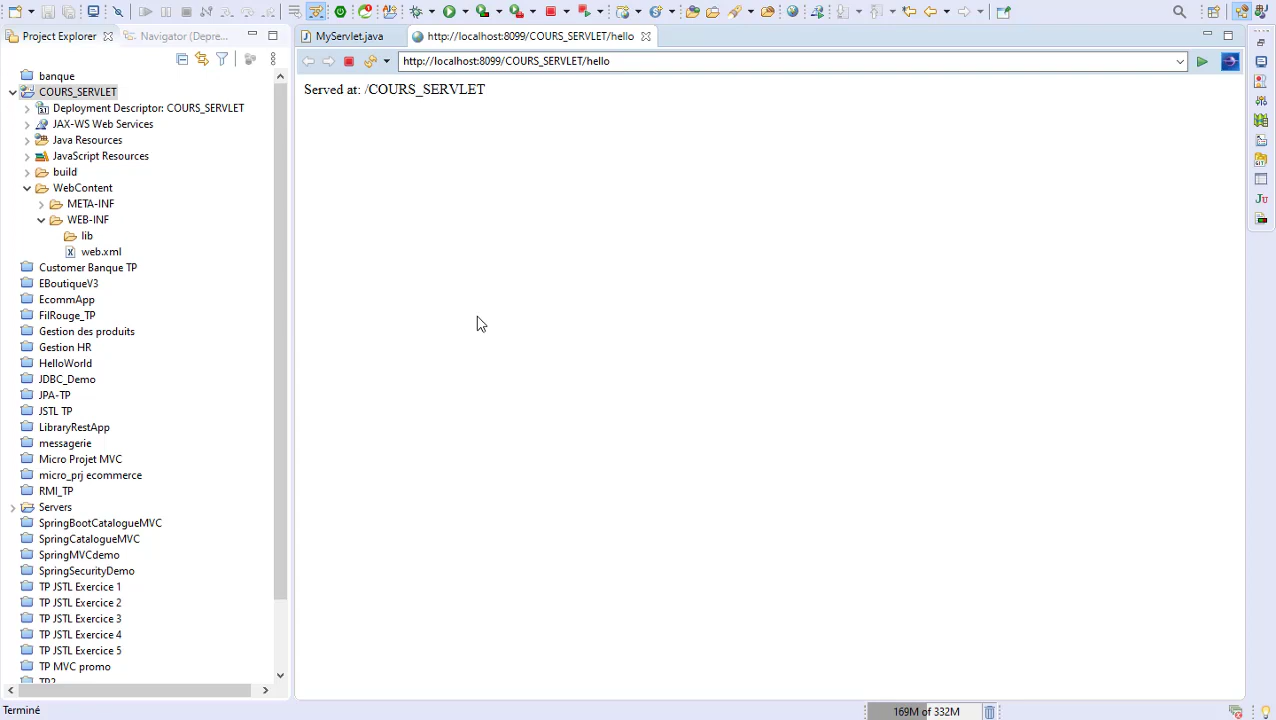 Project Explorer
Navigator (Depre...
MyServlet.java
http://localhost:8099/COURS_SERVLET/hello
http://localhost:8099/COURS_SERVLET/hello
Served at: /COURS_SERVLET
banque
COURS_SERVLET
Deployment Descriptor: COURS_SERVLET
JAX-WS Web Services
Java Resources
JavaScript Resources
build
WebContent
META-INF
WEB-INF
lib
web.xml
Customer Banque TP
EBoutiqueV3
EcommApp
FilRouge_TP
Gestion des produits
Gestion HR
HelloWorld
JDBC_Demo
JPA-TP
JSTL TP
LibraryRestApp
messagerie
Micro Projet MVC
micro_prj ecommerce
RMI_TP
Servers
SpringBootCatalogueMVC
SpringCatalogueMVC
SpringMVCdemo
SpringSecurityDemo
TP JSTL Exercice 1
TP JSTL Exercice 2
TP JSTL Exercice 3
TP JSTL Exercice 4
TP JSTL Exercice 5
TP MVC promo
Terminé
169M of 332M